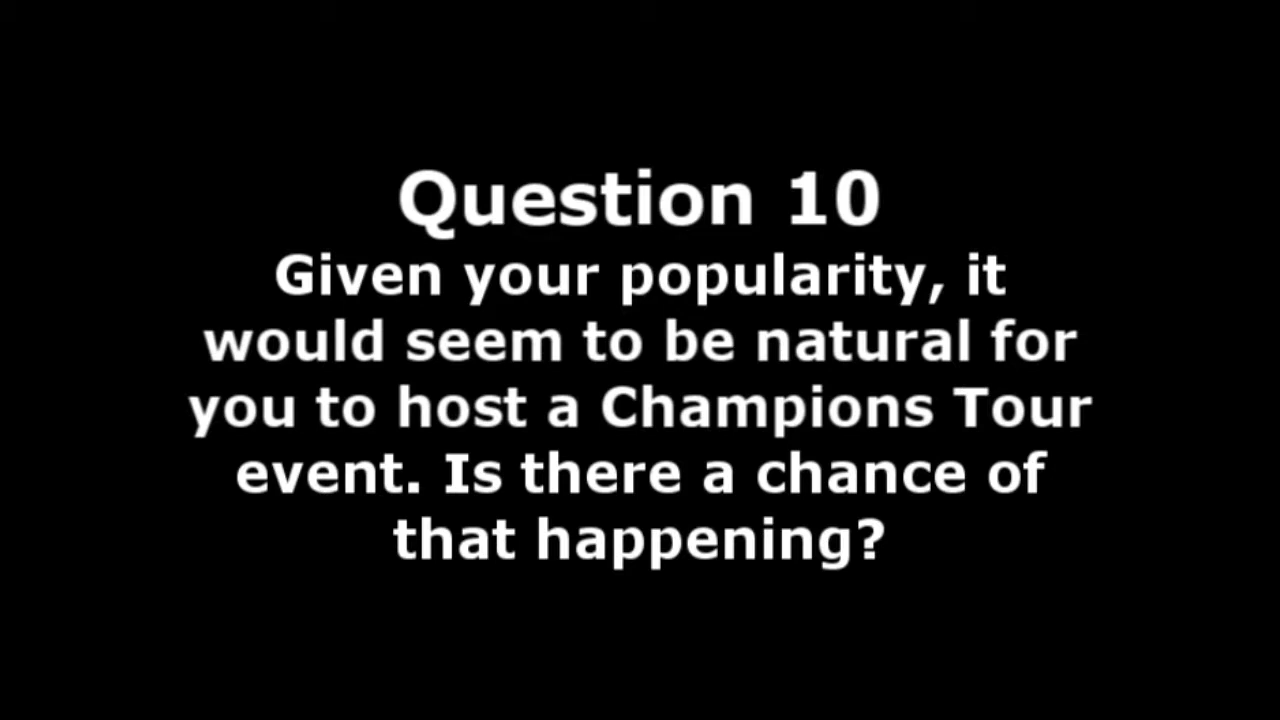 Question 10
Given your popularity, it
would seem to be natural for
you to host a Champions Tour
event. Is there a chance of
that happening?